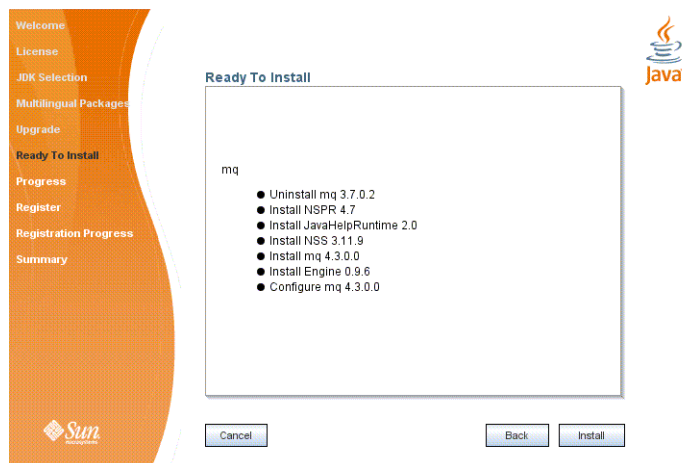 Welcome
License
JDK Selection
Multilingual Packages
Upgrade
Ready To Install
Progress
Register
Registration Progress
Summary
Sun
microsystems
Java
Ready To Install
mq
● Uninstall mq 3.7.0.2
● Install NSPR 4.7
● Install JavaHelpRuntime 2.0
● Install NSS 3.11.9
● Install mq 4.3.0.0
● Install Engine 0.9.6
● Configure mq 4.3.0.0
Cancel
Back
Install